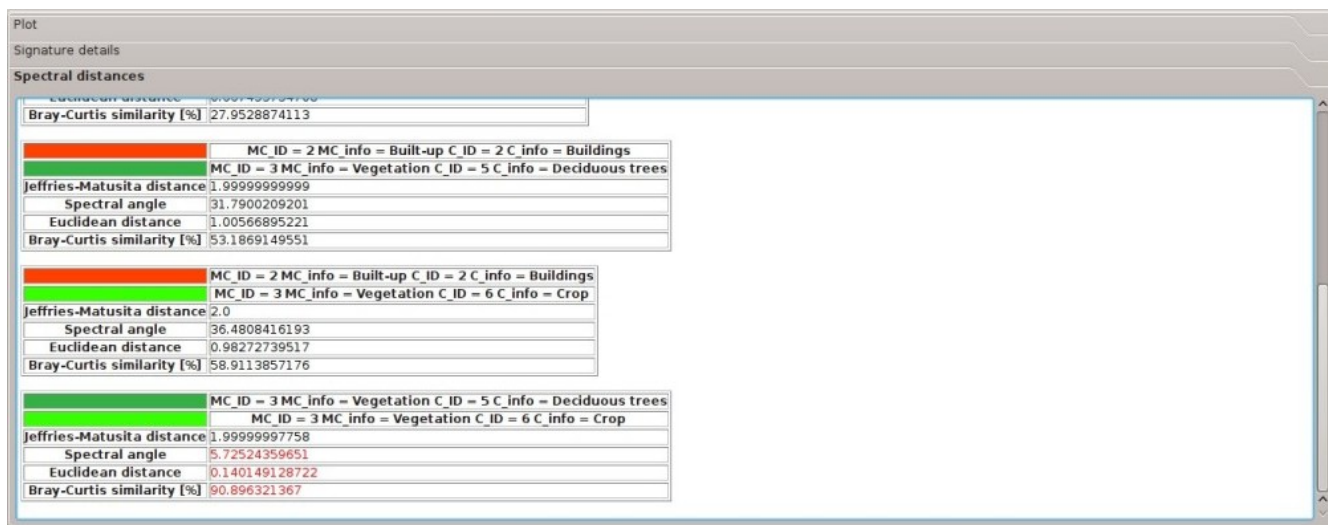 Plot
Signature details
Spectral distances
Euclidean distance
Bray-Curtis similarity [%] 27.9528874113
MC_ID = 2 MC_info = Built-up C_ID = 2 C_info = Buildings
MC_ID = 3 MC_info = Vegetation C_ID = 5 C_info = Deciduous trees
Jeffries-Matusita distance 1.99999999999
Spectral angle 31.7900209201
Euclidean distance 1.00566895221
Bray-Curtis similarity [%] 53.1869149551
MC_ID = 2 MC_info = Built-up C_ID = 2 C_info = Buildings
MC_ID = 3 MC_info = Vegetation C_ID = 6 C_info = Crop
Jeffries-Matusita distance 2.0
Spectral angle 36.4808416193
Euclidean distance 0.98272739517
Bray-Curtis similarity [%] 58.9113857176
MC_ID = 3 MC_info = Vegetation C_ID = 5 C_info = Deciduous trees
MC_ID = 3 MC_info = Vegetation C_ID = 6 C_info = Crop
Jeffries-Matusita distance 1.99999997758
Spectral angle 5.72524359651
Euclidean distance 0.140149128722
Bray-Curtis similarity [%] 90.896321367